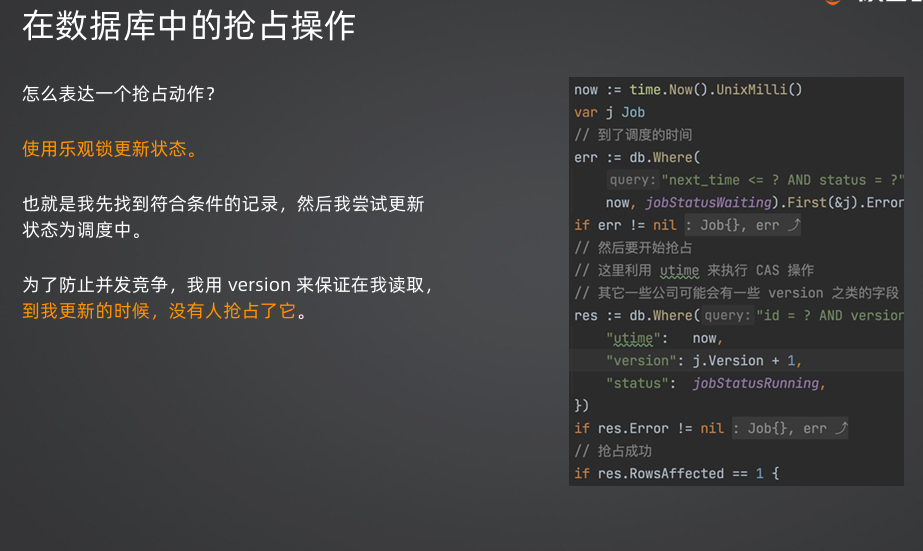 在数据库中的抢占操作
怎么表达一个抢占动作？
使用乐观锁更新状态。
也就是我先找到符合条件的记录，然后我尝试更新
状态为调度中。
为了防止并发竞争，我用 version 来保证在我读取，
到我更新的时候，没有人抢占了它。
now := time.Now().UnixMilli()
var j Job
// 到了调度的时间
err := db.Where(
query: "next_time <= ? AND status = ?"
now, jobStatusWaiting).First(&j).Error
if err != nil : Job{}, err ⤴
// 然后要开始抢占
// 这里利用 utime 来执行 CAS 操作
// 其它一些公司可能会有一些 version 之类的字段
res := db.Where( query: "id = ? AND version
"utime": now,
"version": j.Version + 1,
"status": jobStatusRunning,
})
if res.Error != nil : Job{}, err ⤴
// 抢占成功
if res.RowsAffected == 1 {